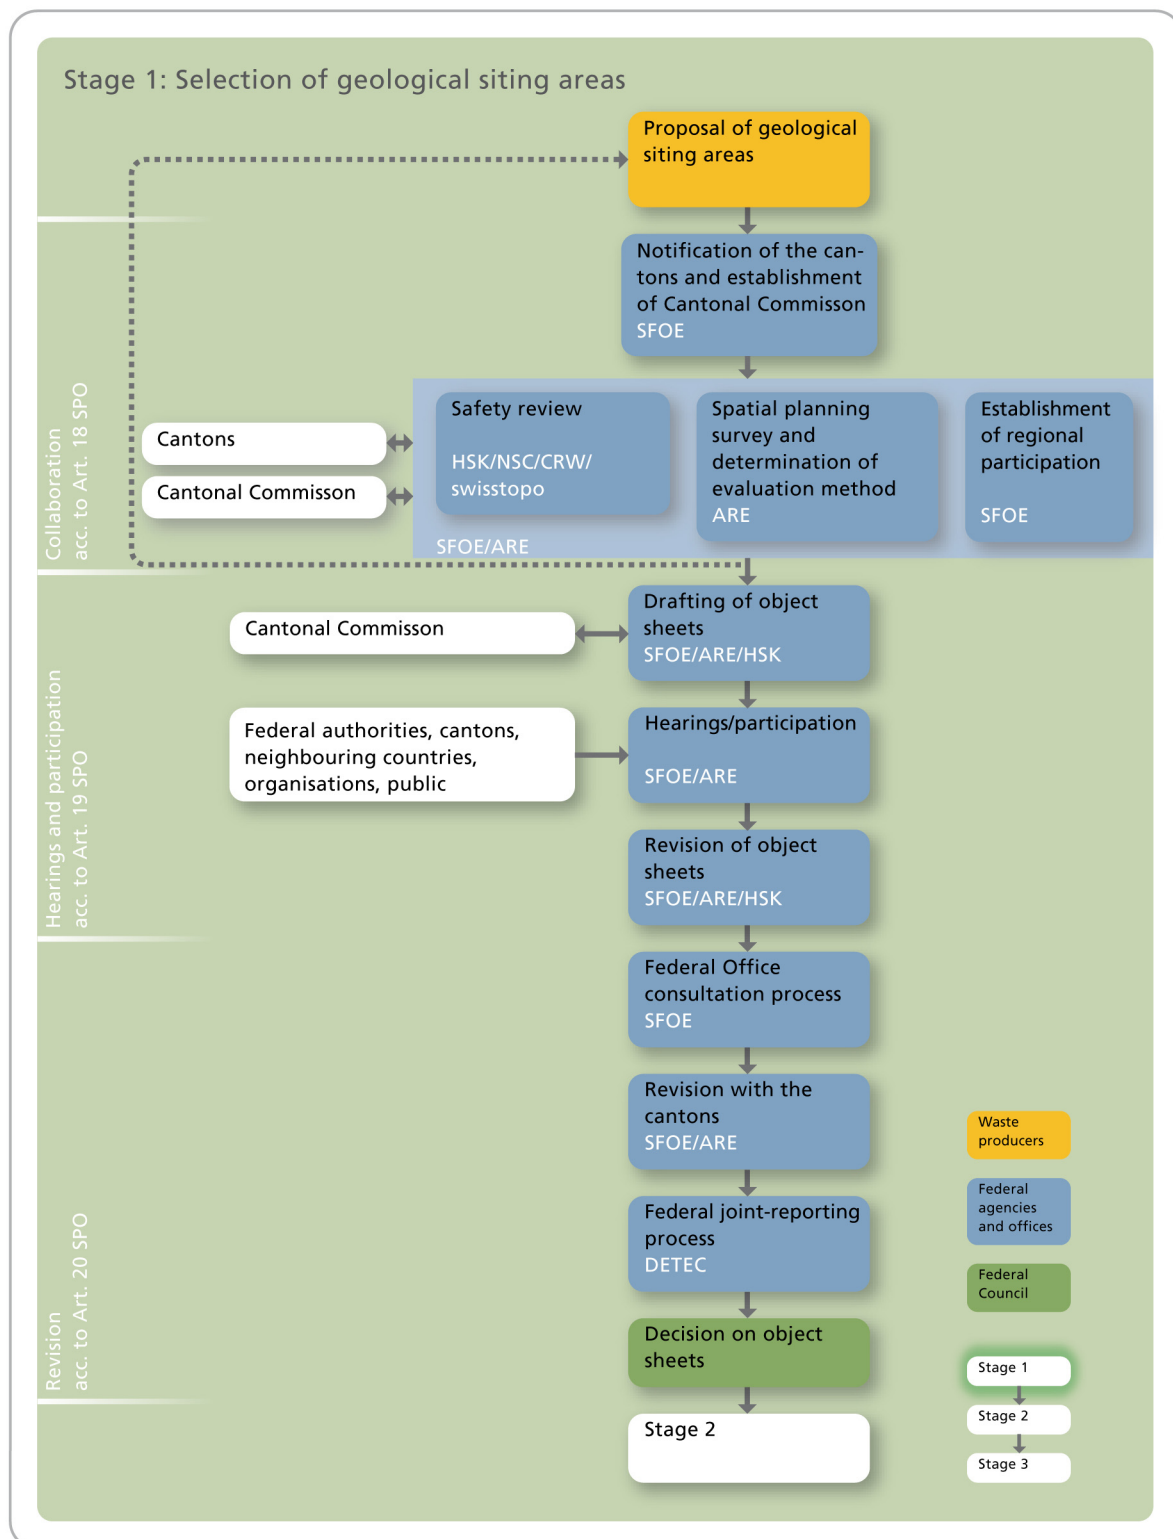 Stage 1: Selection of geological siting areas
Proposal of geological
siting areas
Notification of the can-
tons and establishment
of Cantonal Commisson
SFOE
Collaboration
acc. to Art. 18 SPO
Cantons
Cantonal Commisson
Safety review
HSK/NSC/CRW/
swisstopo
SFOE/ARE
Spatial planning
survey and
determination of
evaluation method
ARE
Establishment
of regional
participation
SFOE
Hearings and participation
acc. to Art. 19 SPO
Cantonal Commisson
Drafting of object
sheets
SFOE/ARE/HSK
Federal authorities, cantons,
neighbouring countries,
organisations, public
Hearings/participation
SFOE/ARE
Revision of object
sheets
SFOE/ARE/HSK
Revision
acc. to Art. 20 SPO
Federal Office
consultation process
SFOE
Revision with the
cantons
SFOE/ARE
Federal joint-reporting
process
DETEC
Decision on object
sheets
Stage 2
Waste
producers
Federal
agencies
and offices
Federal
Council
Stage 1
Stage 2
Stage 3